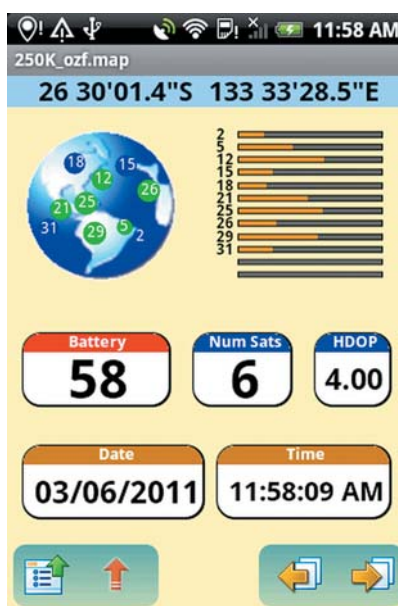 11:58 AM
250K_ozf.map
26 30'01.4"S 133 33'28.5"E
18 15
12
26
21 25
31 29 5 2
2
5
12
15
18
21
25
26
29
31
Battery Num Sats HDOP
58 6 4.00
Date Time
03/06/2011 11:58:09 AM